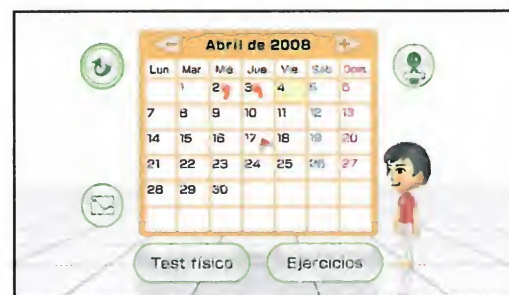 Abril de 2008
Lun. Mar Mié Jue. Vie. Sáb. Dom.
1 2 3 4 5 6
7 8 9 10 11 12 13
14 15 16 17 18 19 20
21 22 23 24 25 26 27
28 29 30
Test físico Ejercicios